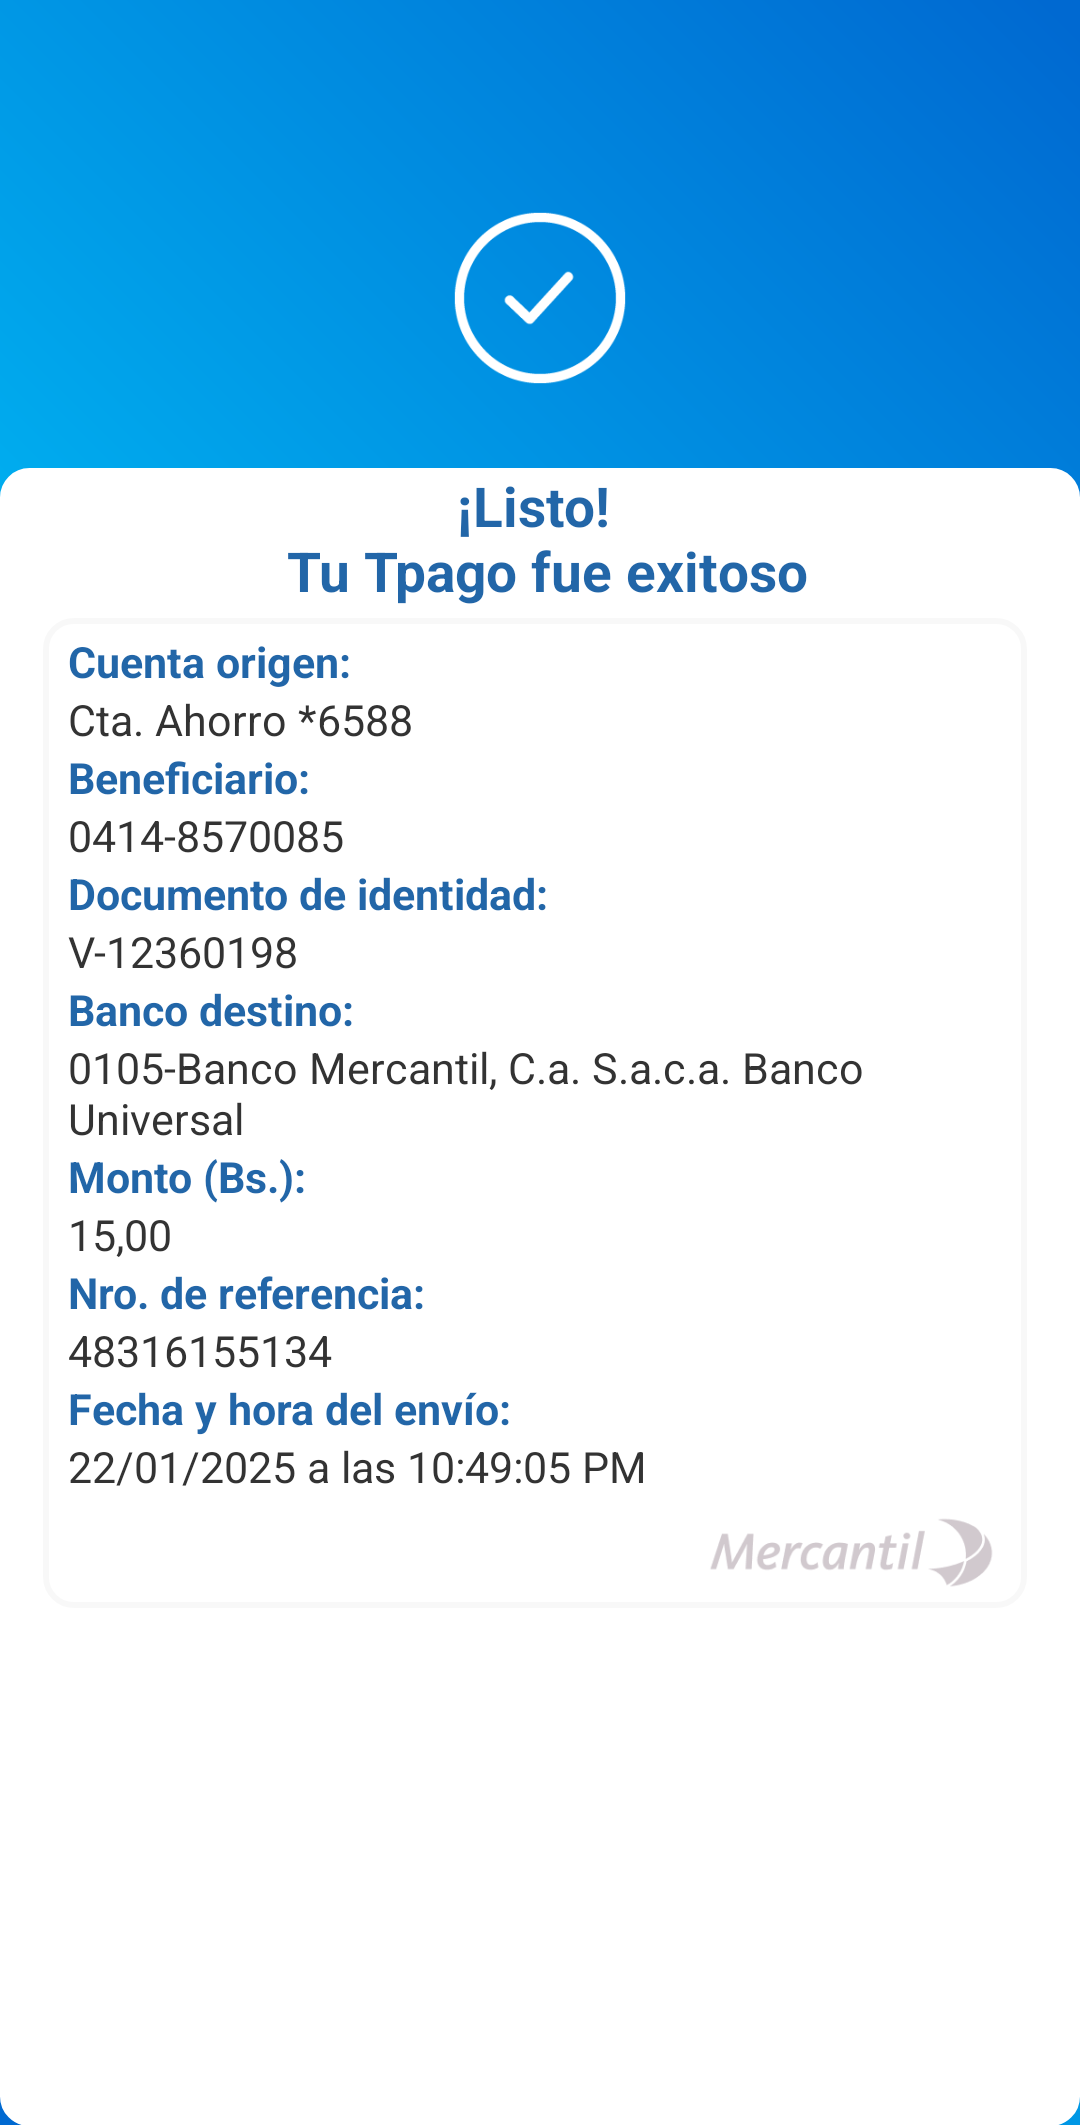 ¡Listo!
Tu Tpago fue exitoso
Cuenta origen:
Cta. Ahorro *6588
Beneficiario:
0414-8570085
Documento de identidad:
V-12360198
Banco destino:
0105-Banco Mercantil, C.a. S.a.c.a. Banco
Universal
Monto (Bs.):
15,00
Nro. de referencia:
48316155134
Fecha y hora del envío:
22/01/2025 a las 10:49:05 PM
Mercantil